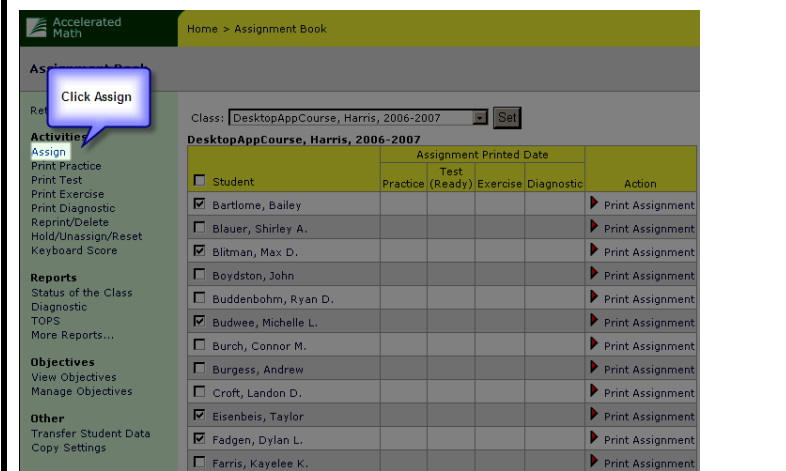 Accelerated
Math
Home > Assignment Book
Click Assign
Class: DesktopAppCourse, Harris, 2006-2007 Set
Activities
Assign
Print Practice
Print Test
Print Exercise
Print Diagnostic
Reprint/Delete
Hold/Unassign/Reset
Keyboard Score
Reports
Status of the Class
Diagnostic
TOPS
More Reports...
Objectives
View Objectives
Manage Objectives
Other
Transfer Student Data
Copy Settings
DesktopAppCourse, Harris, 2006-2007
Assignment Printed Date
Student Practice Test (Ready) Exercise Diagnostic Action
Bartlome, Bailey Print Assignment
Blauer, Shirley A. Print Assignment
Blitman, Max D. Print Assignment
Boydston, John Print Assignment
Buddenbohm, Ryan D. Print Assignment
Budwee, Michelle L. Print Assignment
Burch, Connor M. Print Assignment
Burgess, Andrew Print Assignment
Croft, Landon D. Print Assignment
Eisenbeis, Taylor Print Assignment
Fadgen, Dylan L. Print Assignment
Farris, Kayelee K. Print Assignment